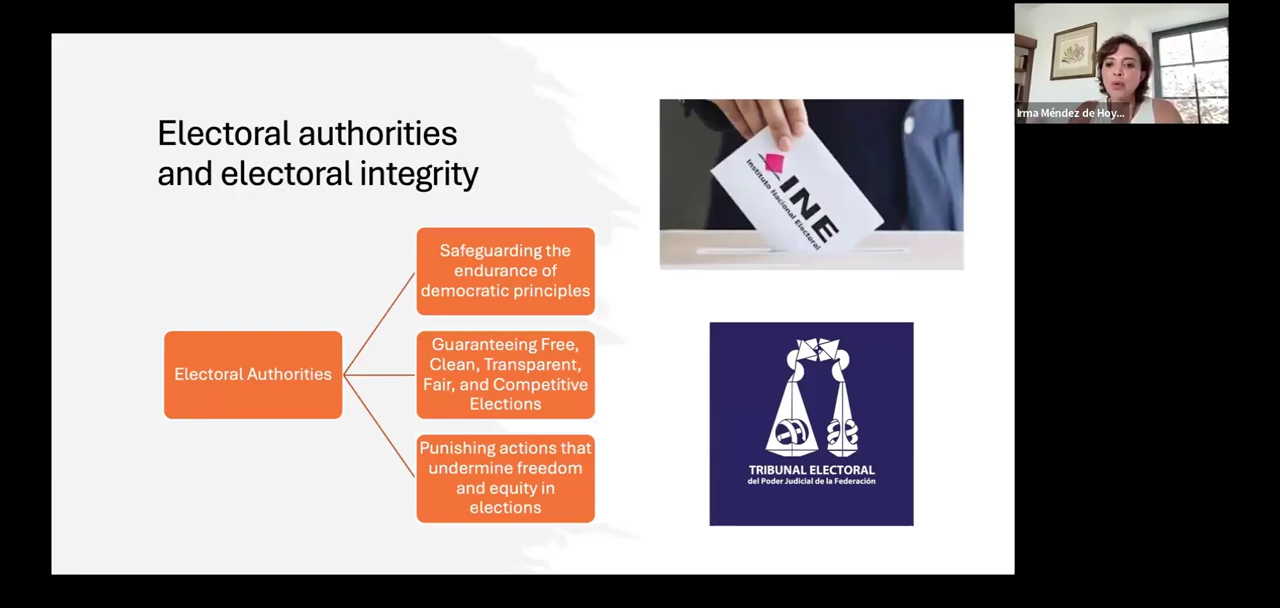 Electoral authorities
and electoral integrity
Electoral Authorities
Safeguarding the
endurance of
democratic principles
Guaranteeing Free,
Clean, Transparent,
Fair, and Competitive
Elections
Punishing actions that
undermine freedom
and equity in
elections
INE
Instituto Nacional Electoral
TRIBUNAL ELECTORAL
del Poder Judicial de la Federación
Irma Méndez de Hoy...